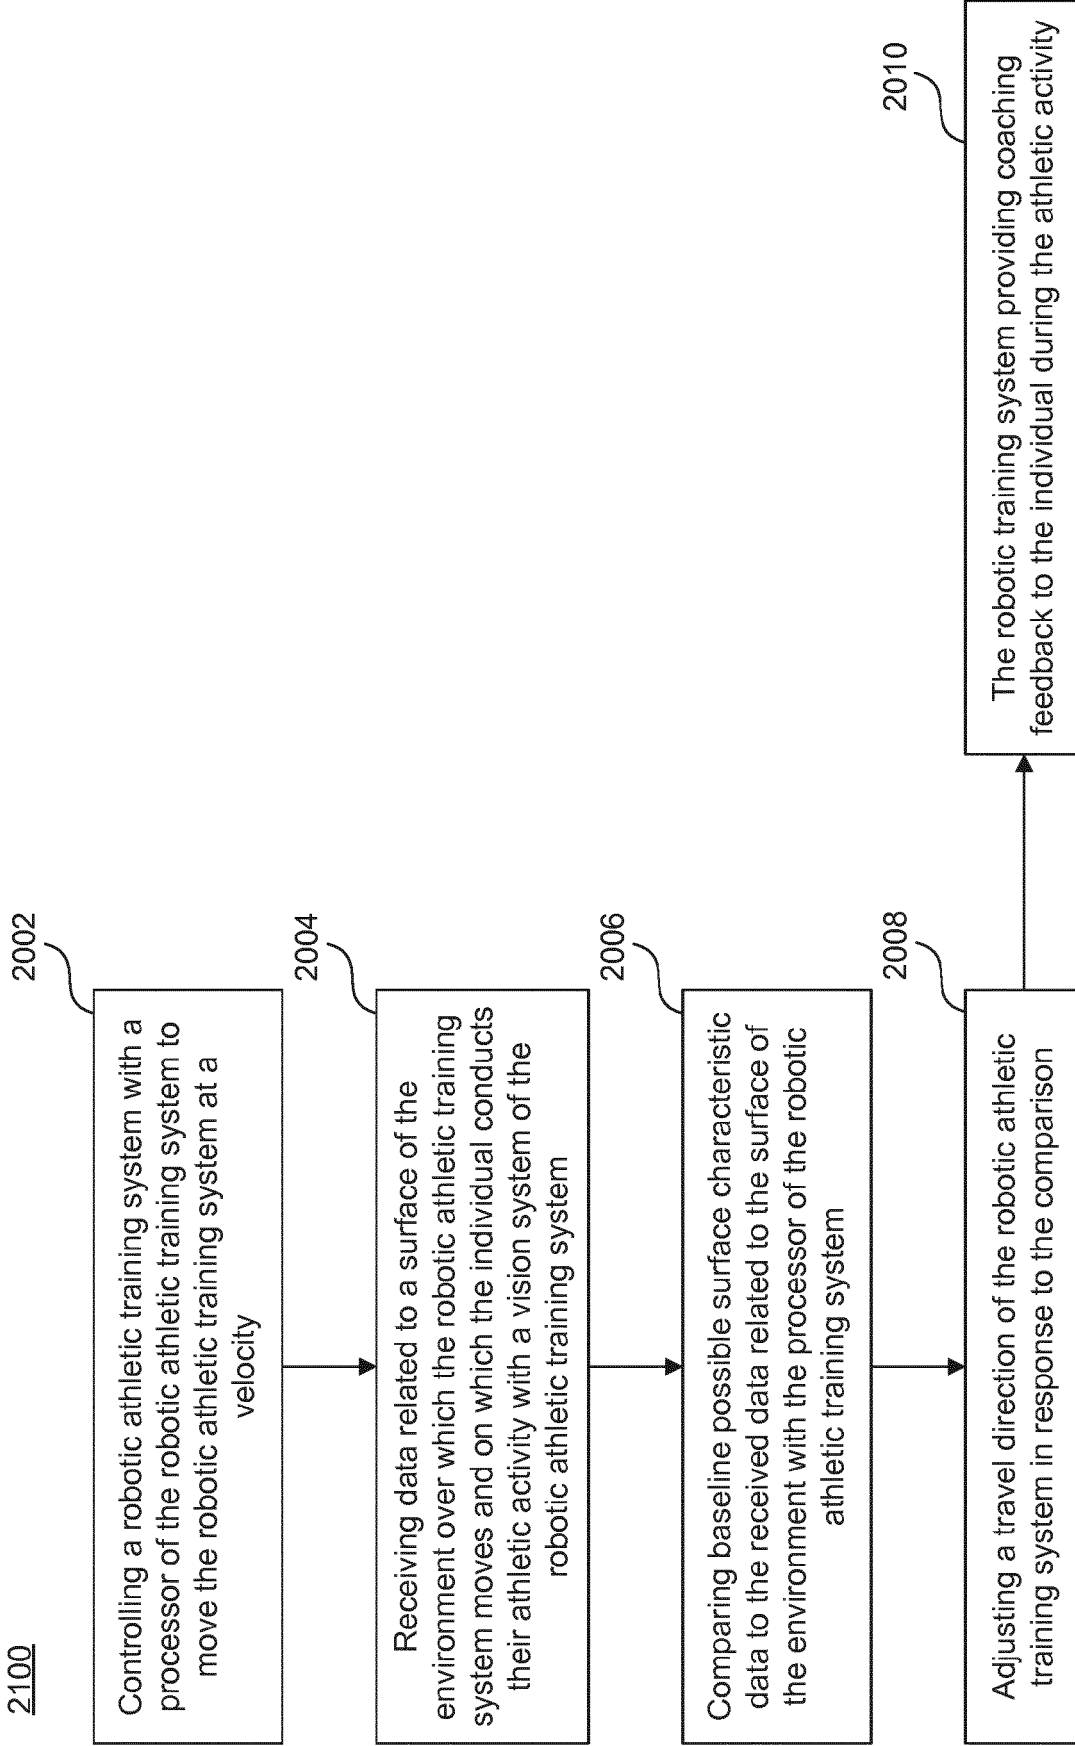 2100
2002
Controlling a robotic athletic training system with a
processor of the robotic athletic training system to
move the robotic athletic training system at a
velocity
2004
Receiving data related to a surface of the
environment over which the robotic athletic training
system moves and on which the individual conducts
their athletic activity with a vision system of the
robotic athletic training system
2006
Comparing baseline possible surface characteristic
data to the received data related to the surface of
the environment with the processor of the robotic
athletic training system
2008
Adjusting a travel direction of the robotic athletic
training system in response to the comparison
2010
The robotic training system providing coaching
feedback to the individual during the athletic activity